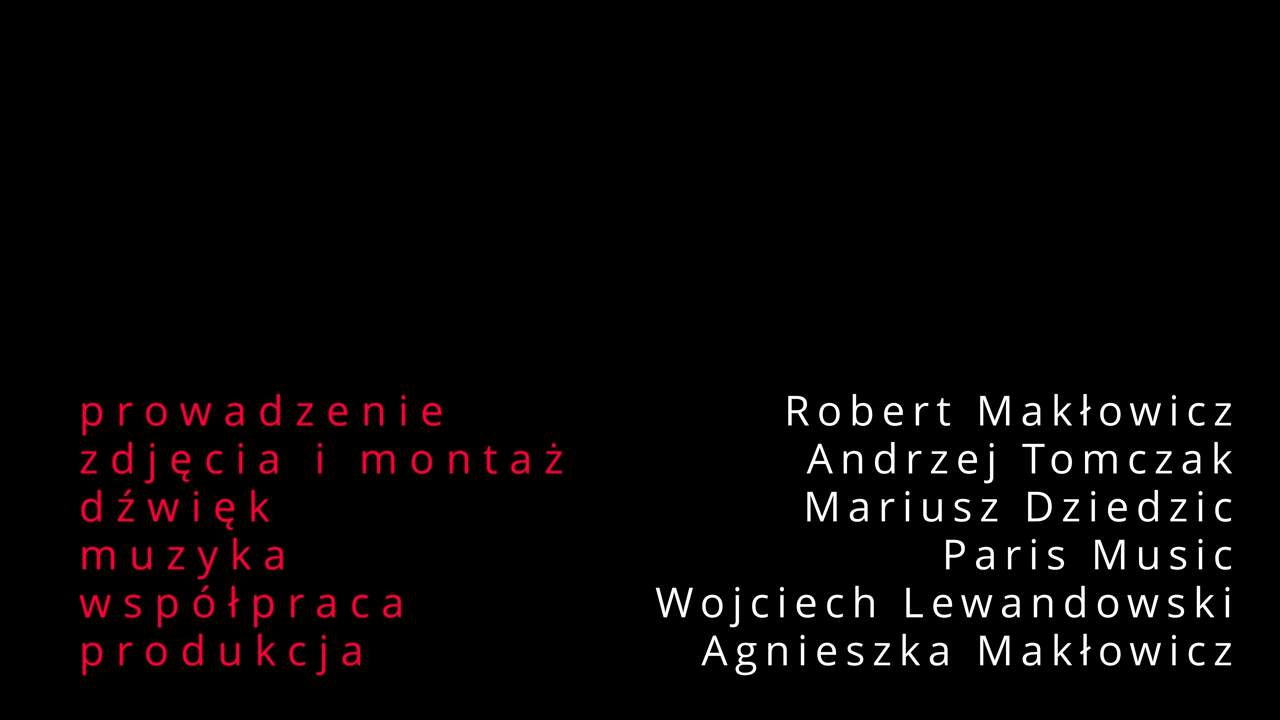 prowadzenie Robert Makłowicz
zdjęcia i montaż Andrzej Tomczak
dźwięk Mariusz Dziedzic
muzyka Paris Music
współpraca Wojciech Lewandowski
produkcja Agnieszka Makłowicz